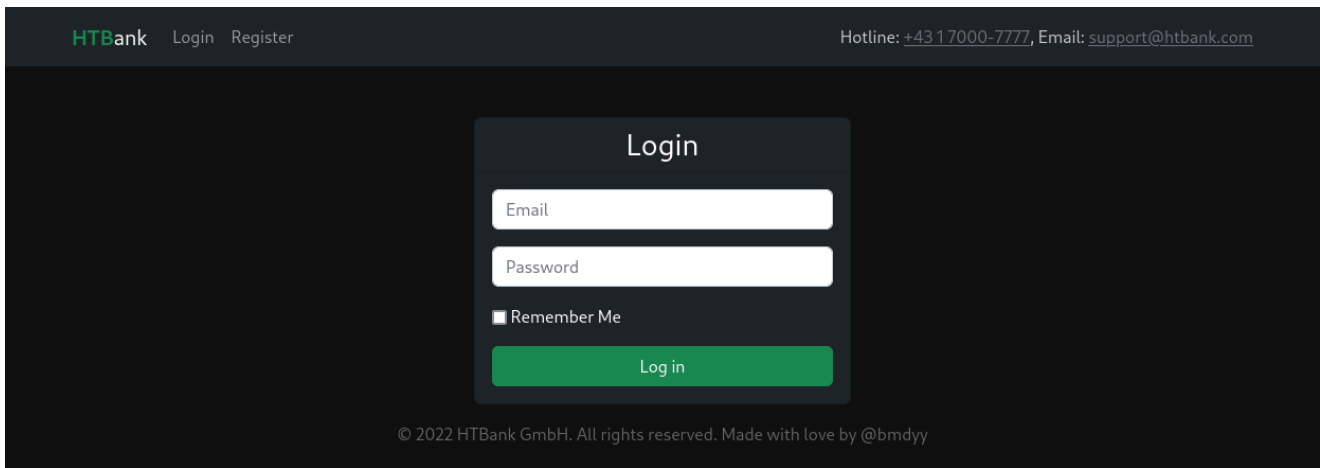 HTBank Login Register Hotline: +43 1 7000-7777, Email: support@htbank.com
Login
Email
Password
Remember Me
Log in
© 2022 HTBank GmbH. All rights reserved. Made with love by @bmdyy